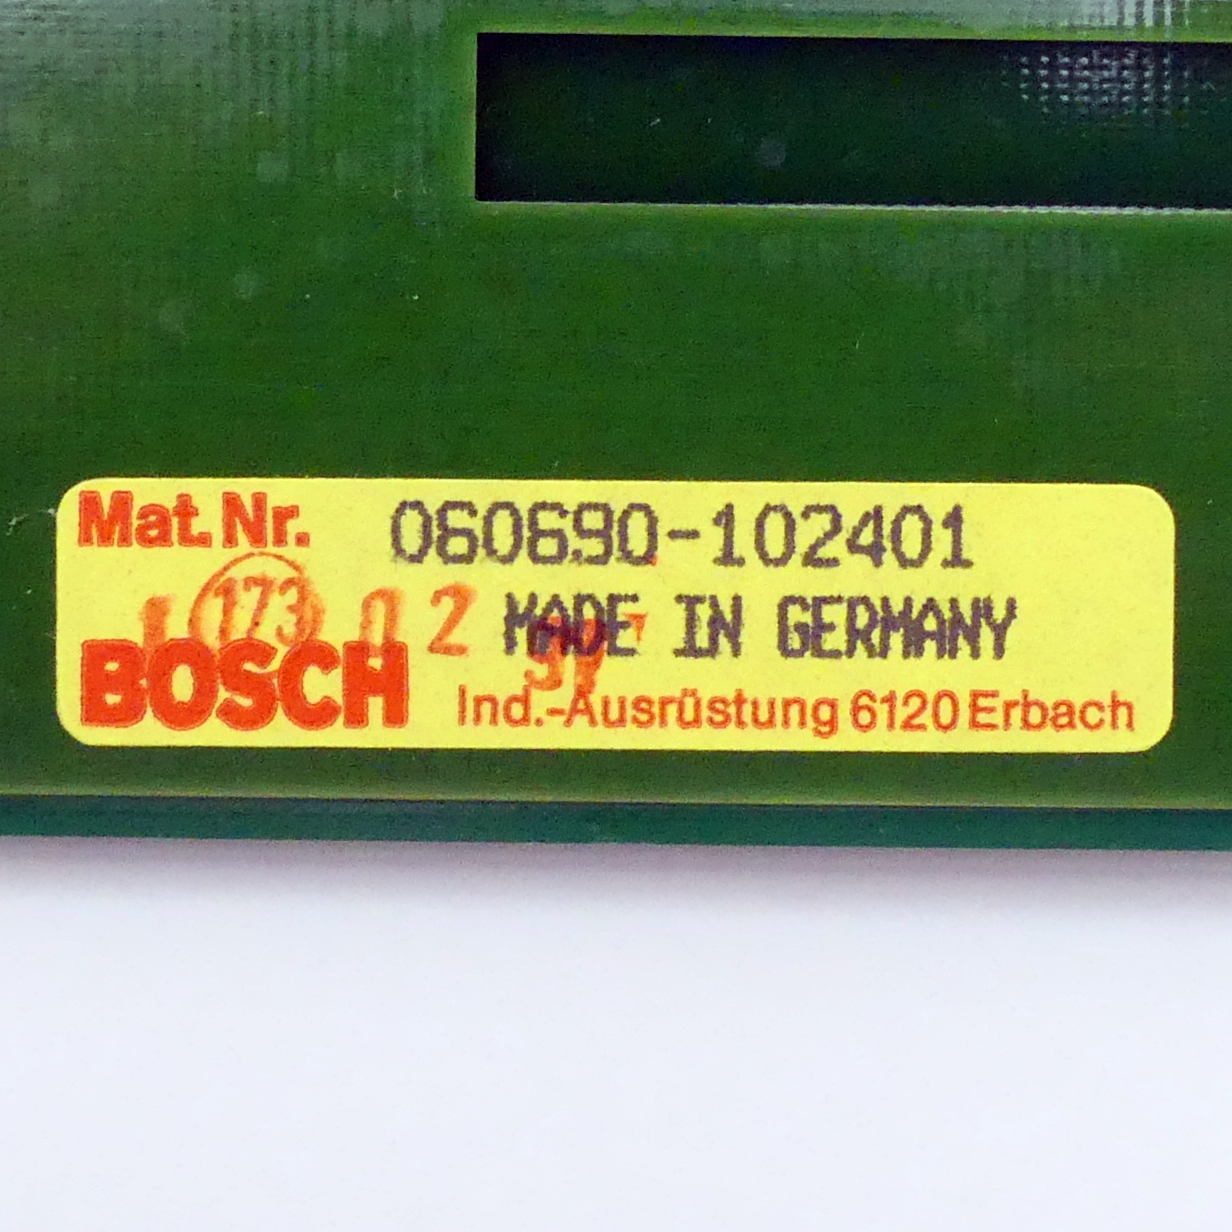 Mat.Nr. 060690-102401
173
2 MADE IN GERMANY
BOSCH Ind.-Ausrüstung 6120 Erbach